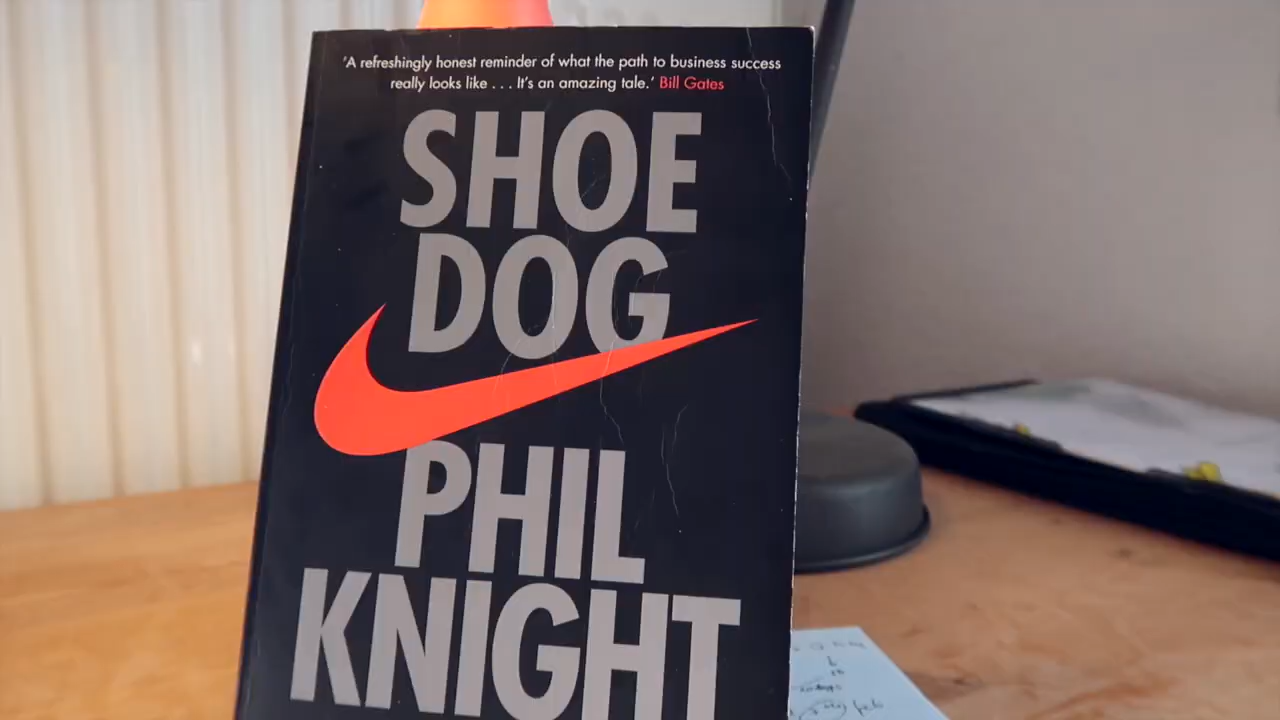 'A refreshingly honest reminder of what the path to business success
really looks like . . . It's an amazing tale.' Bill Gates
SHOE
DOG
PHIL
KNIGHT